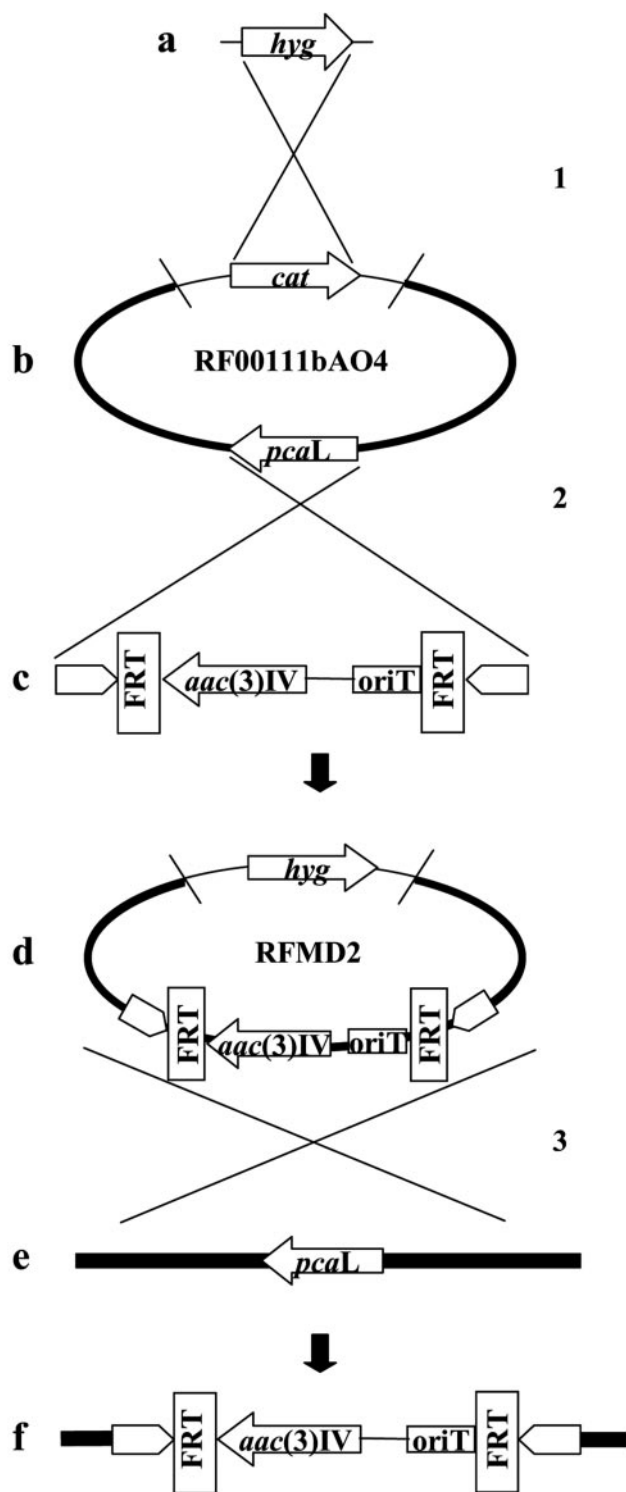 a hyg
1
cat
b RF00111bAO4
pcaL
2
c FRT aac(3)IV oriT FRT
hyg
d RFMD2
FRT aac(3)IV oriT FRT
3
e pcaL
f FRT aac(3)IV oriT FRT